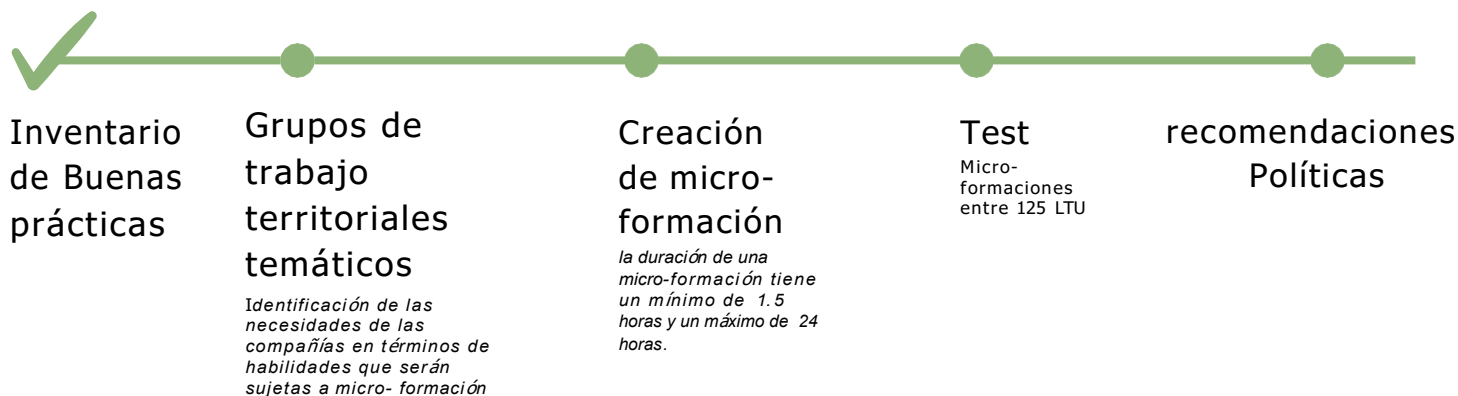 Inventario
de Buenas
prácticas
Grupos de
trabajo
territoriales
temáticos
Identificación de las
necesidades de las
compañías en términos de
habilidades que serán
sujetas a micro- formación
Creación
de micro-
formación
la duración de una
micro-formación tiene
un mínimo de 1.5
horas y un máximo de 24
horas.
Test
Micro-
formaciones
entre 125 LTU
recomendaciones
Políticas